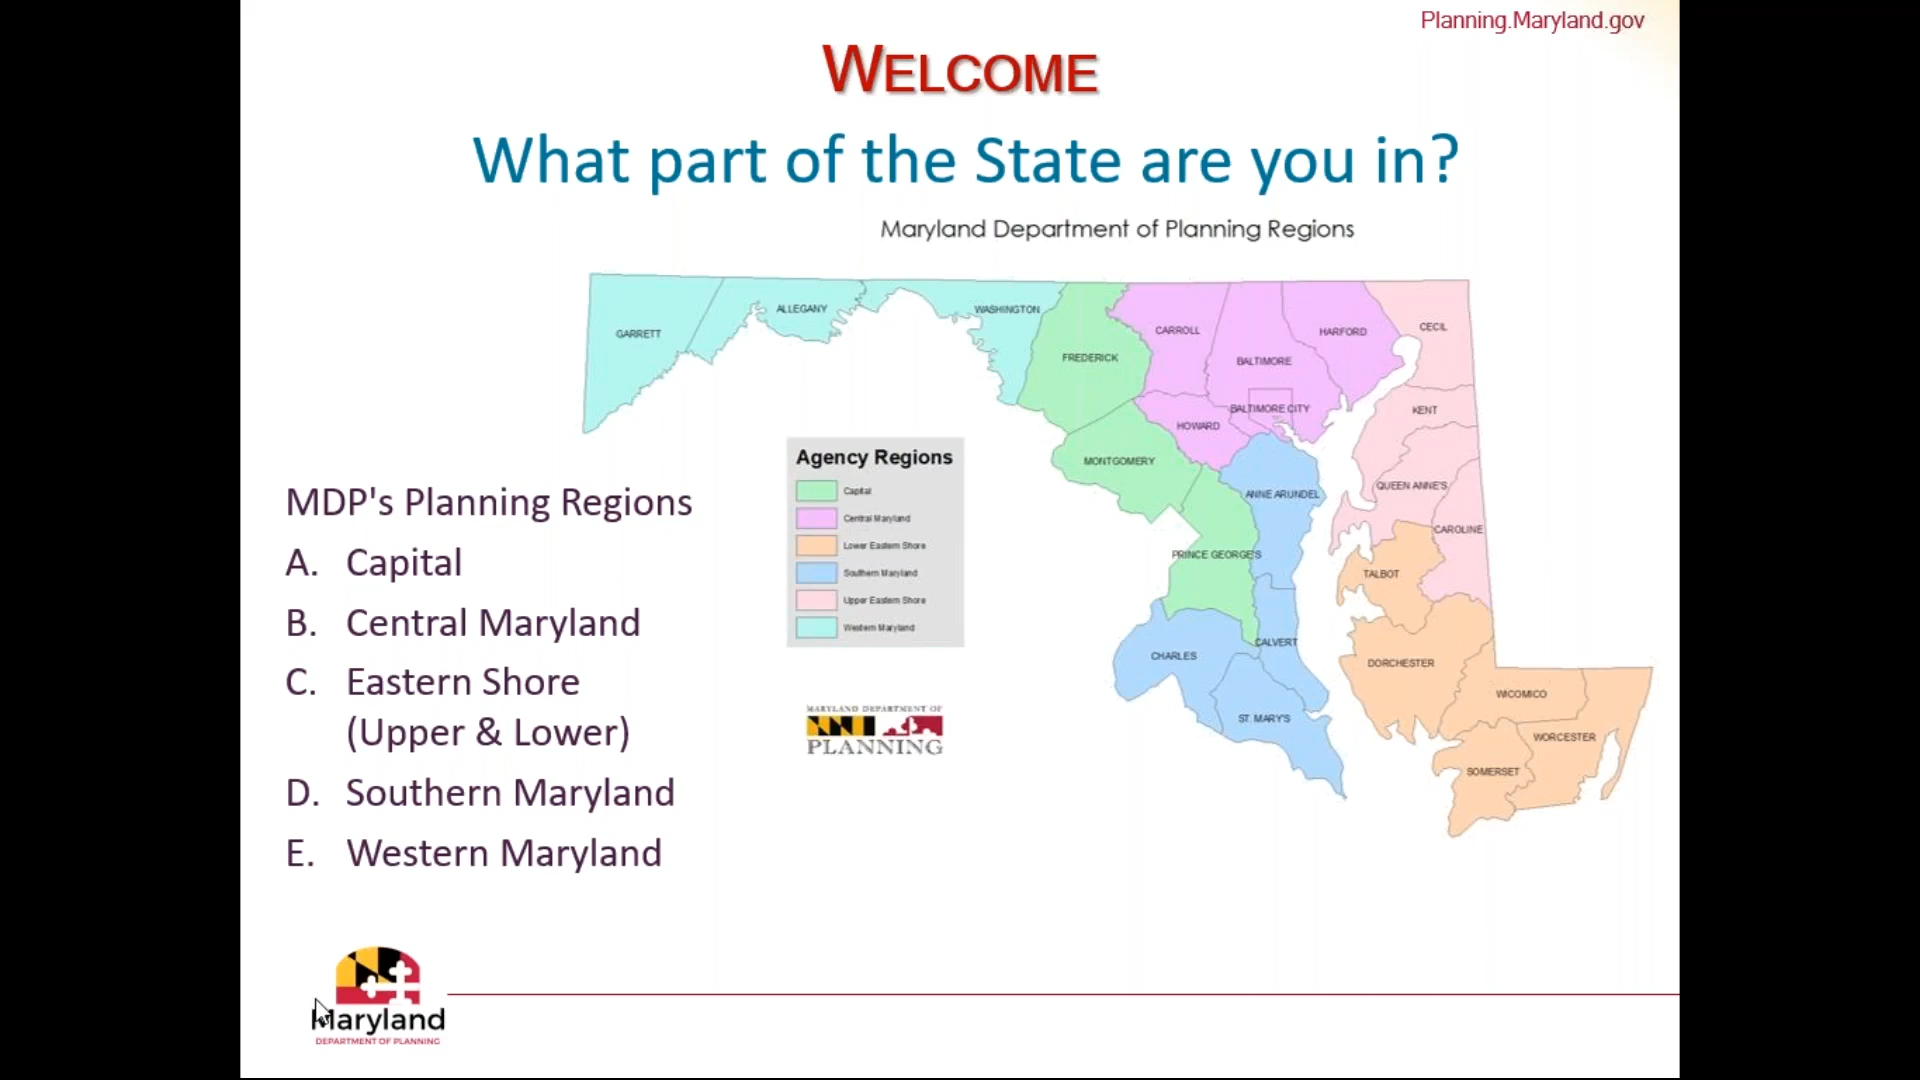 Planning.Maryland.gov
WELCOME
What part of the State are you in?
Maryland Department of Planning Regions
GARRETT
ALLEGANY
WASHINGTON
FREDERICK
CARROLL
BALTIMORE
HARFORD
CECIL
BALTIMORE CITY
HOWARD
KENT
MONTGOMERY
ANNE ARUNDEL
QUEEN ANNE'S
CAROLINE
PRINCE GEORGE'S
TALBOT
CALVERT
CHARLES
DORCHESTER
ST. MARY'S
WICOMICO
WORCESTER
SOMERSET
Agency Regions
Capital
Central Maryland
Lower Eastern Shore
Southern Maryland
Upper Eastern Shore
Western Maryland
MARYLAND DEPARTMENT OF
PLANNING
MDP's Planning Regions
A. Capital
B. Central Maryland
C. Eastern Shore
(Upper & Lower)
D. Southern Maryland
E. Western Maryland
Maryland
DEPARTMENT OF PLANNING